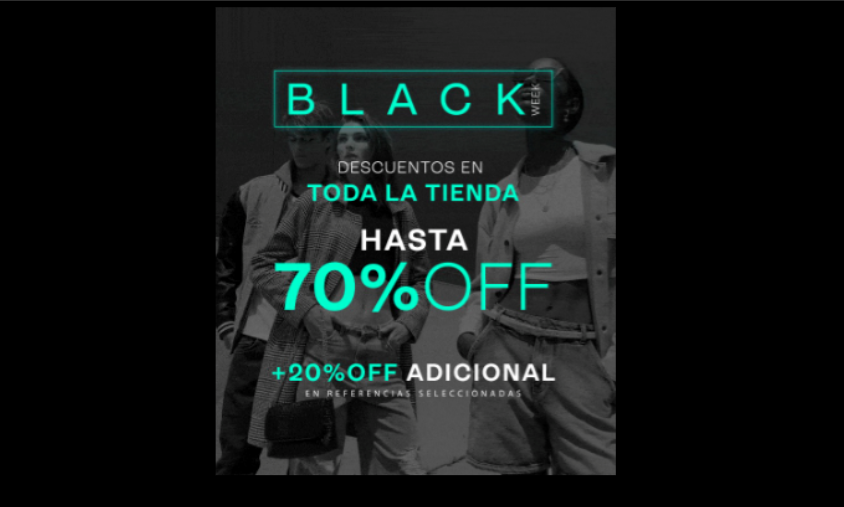 BLACK WEEK
DESCUENTOS EN
TODA LA TIENDA
HASTA
70%OFF
+20%OFF ADICIONAL
EN REFERENCIAS SELECCIONADAS